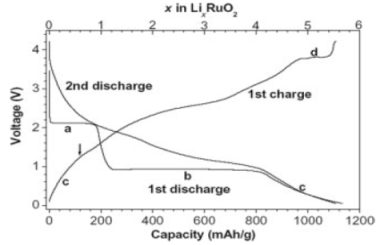 x in LiₓRuO₂
0 1 2 3 4 5 6
Voltage (V)
4
3
2
1
0
2nd discharge
1st charge
d
a
c
b
c
1st discharge
0 200 400 600 800 1000 1200
Capacity (mAh/g)